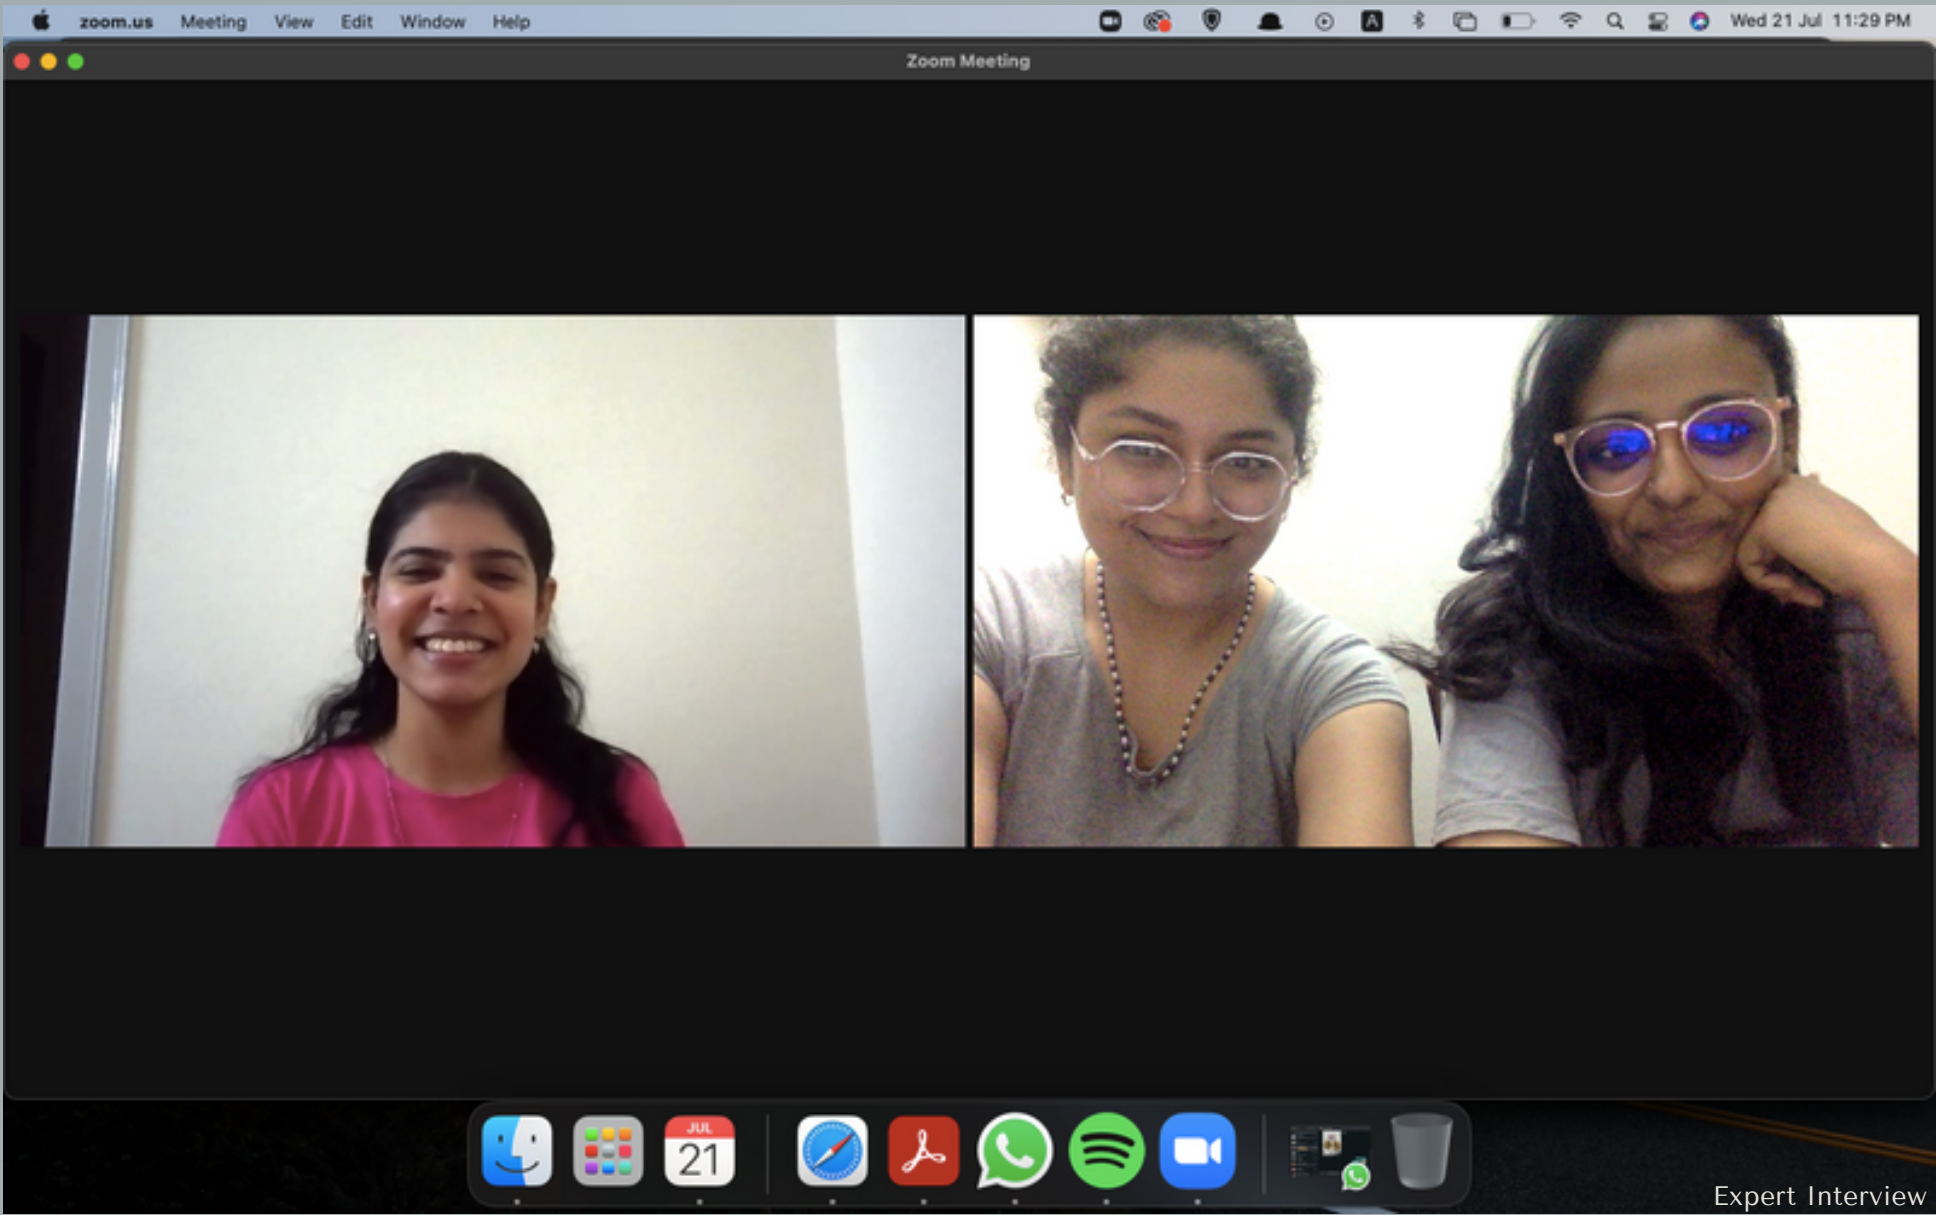 zoom.us Meeting View Edit Window Help A Wed 21 Jul 11:29 PM
Zoom Meeting
JUL
21
Expert Interview